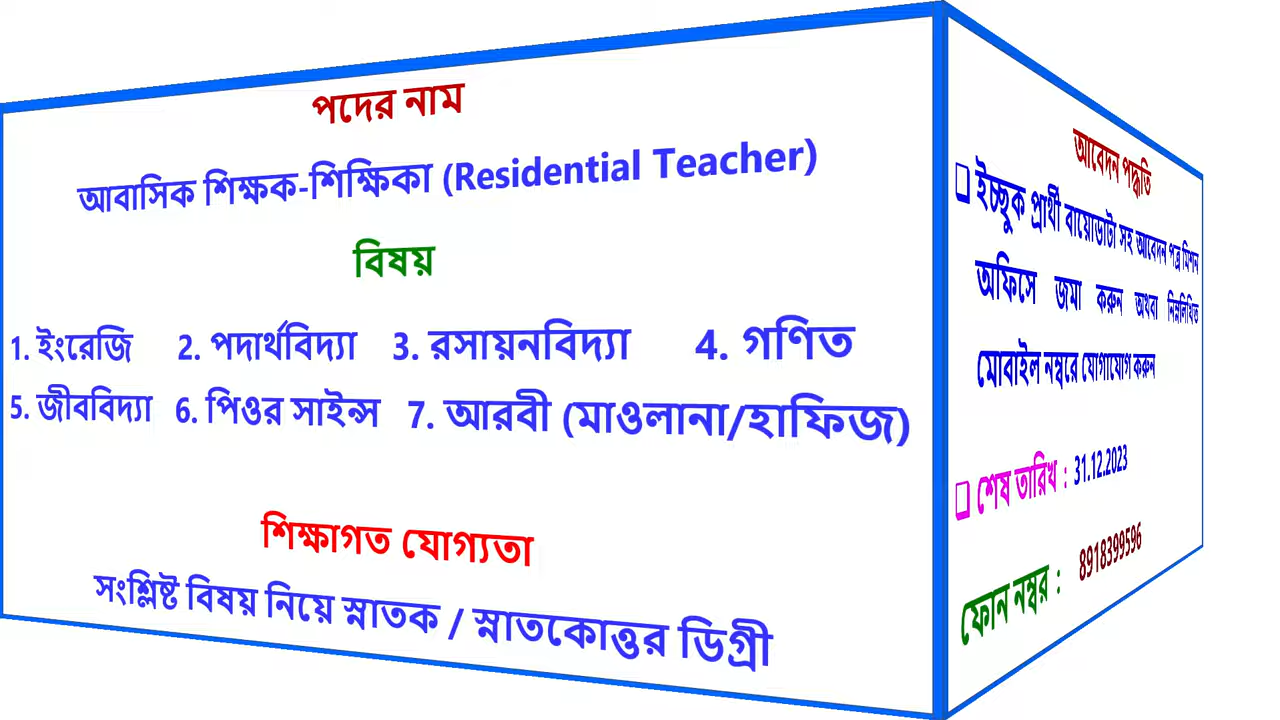 পদের নাম
আবাসিক শিক্ষক-শিক্ষিকা (Residential Teacher)
বিষয়
1. ইংরেজি 2. পদার্থবিদ্যা 3. রসায়নবিদ্যা 4. গণিত
5. জীববিদ্যা 6. পিওর সাইন্স 7. আরবী (মাওলানা/হাফিজ)
শিক্ষাগত যোগ্যতা
সংশ্লিষ্ট বিষয় নিয়ে স্নাতক / স্নাতকোত্তর ডিগ্রী
আবেদন পদ্ধতি
ইচ্ছুক প্রার্থী বায়োডাটা সহ আবেদন পত্র মিশন
অফিসে জমা করুন অথবা নিম্নলিখিত
মোবাইল নম্বরে যোগাযোগ করুন
শেষ তারিখ : 31.12.2023
ফোন নম্বর : 8918399596